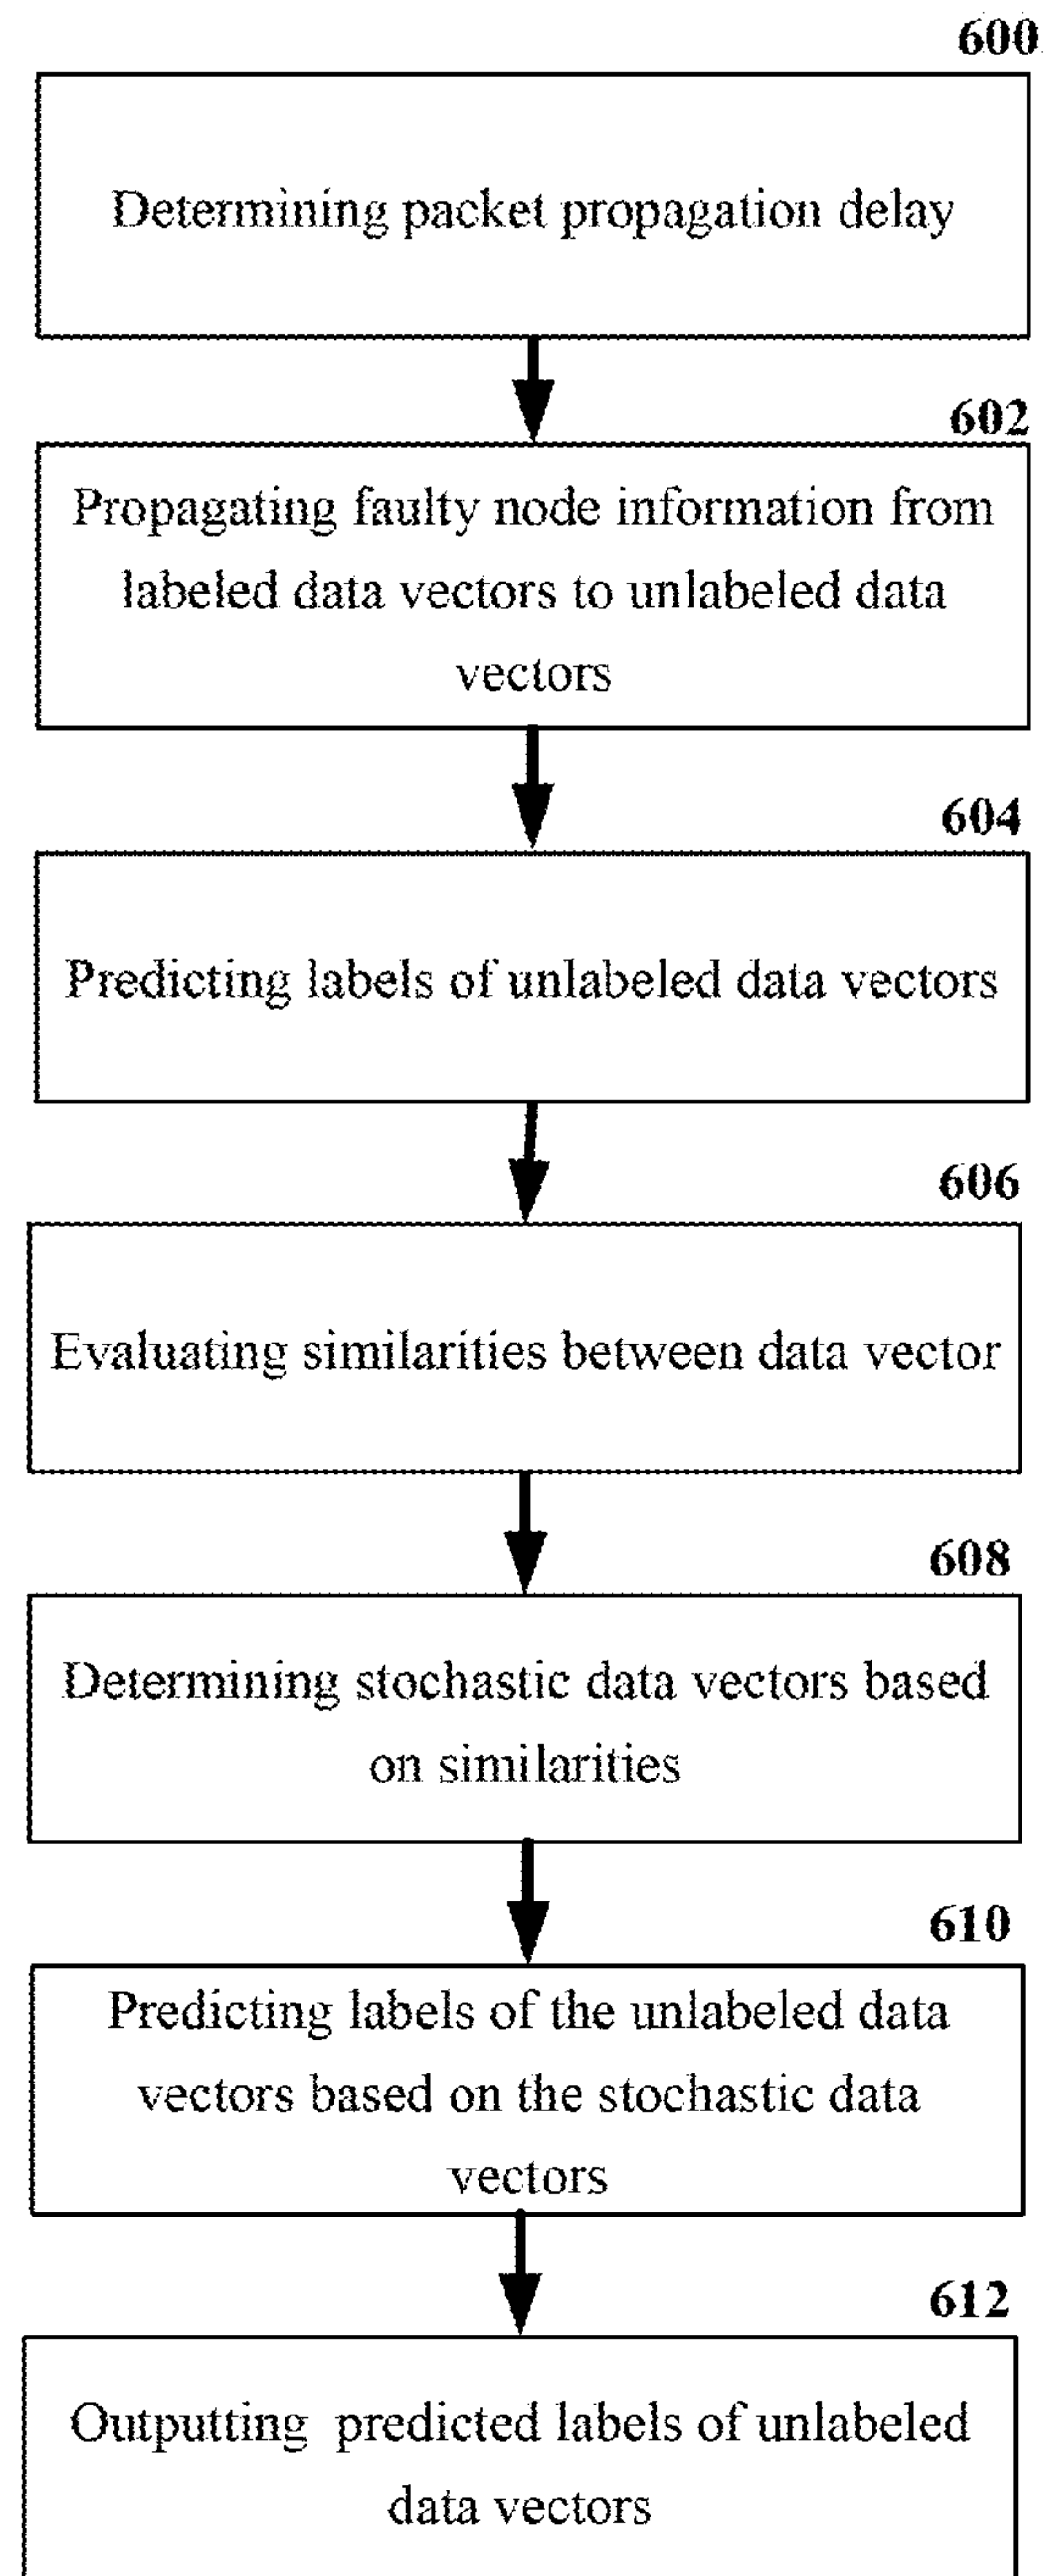 600
Determining packet propagation delay
602
Propagating faulty node information from
labeled data vectors to unlabeled data
vectors
604
Predicting labels of unlabeled data vectors
606
Evaluating similarities between data vector
608
Determining stochastic data vectors based
on similarities
610
Predicting labels of the unlabeled data
vectors based on the stochastic data
vectors
612
Outputting predicted labels of unlabeled
data vectors